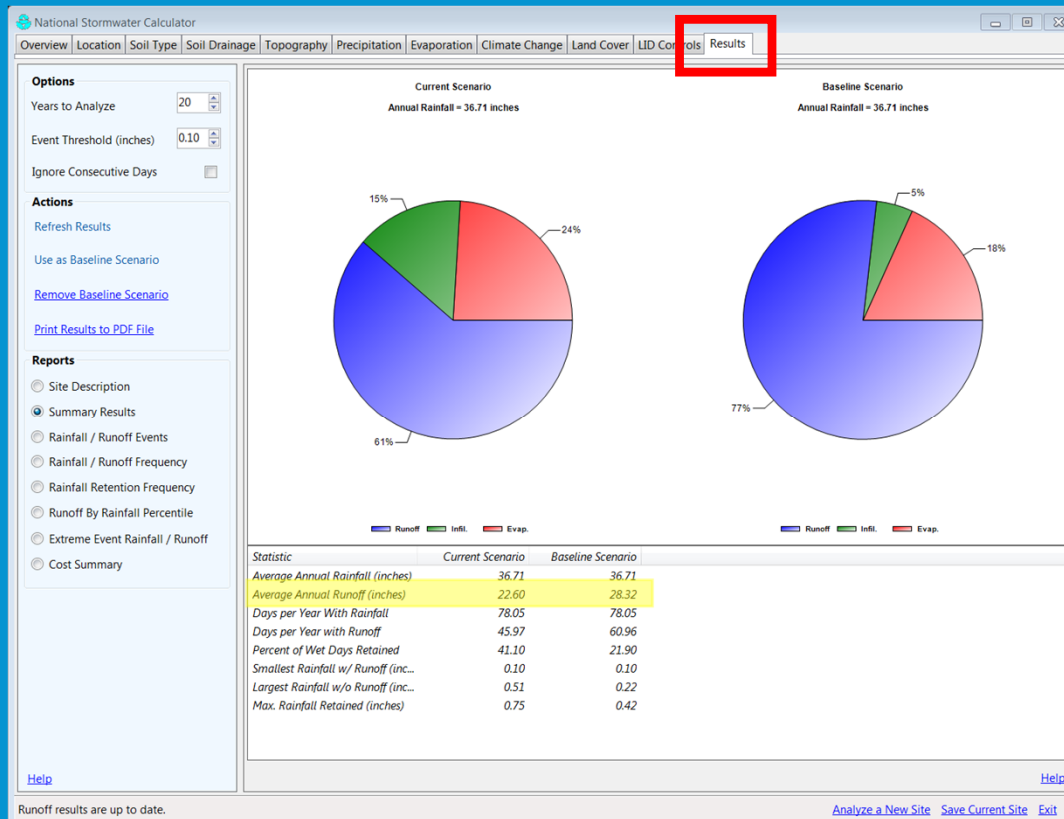 National Stormwater Calculator
Overview Location Soil Type Soil Drainage Topography Precipitation Evaporation Climate Change Land Cover LID Controls Results
Options
Years to Analyze 20
Event Threshold (inches) 0.10
Ignore Consecutive Days
Actions
Refresh Results
Use as Baseline Scenario
Remove Baseline Scenario
Print Results to PDF File
Reports
Site Description
Summary Results
Rainfall / Runoff Events
Rainfall / Runoff Frequency
Rainfall Retention Frequency
Runoff By Rainfall Percentile
Extreme Event Rainfall / Runoff
Cost Summary
Help
Current Scenario
Annual Rainfall = 36.71 inches
15%
24%
61%
Runoff Infil. Evap.
Baseline Scenario
Annual Rainfall = 36.71 inches
5%
18%
77%
Runoff Infil. Evap.
Statistic Current Scenario Baseline Scenario
Average Annual Rainfall (inches) 36.71 36.71
Average Annual Runoff (inches) 22.60 28.32
Days per Year With Rainfall 78.05 78.05
Days per Year with Runoff 45.97 60.96
Percent of Wet Days Retained 41.10 21.90
Smallest Rainfall w/ Runoff (inc... 0.10 0.10
Largest Rainfall w/o Runoff (inc... 0.51 0.22
Max. Rainfall Retained (inches) 0.75 0.42
Help
Runoff results are up to date.
Analyze a New Site Save Current Site Exit